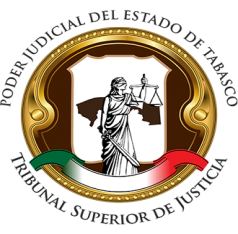 PODER JUDICIAL DEL ESTADO DE TABASCO
TRIBUNAL SUPERIOR DE JUSTICIA